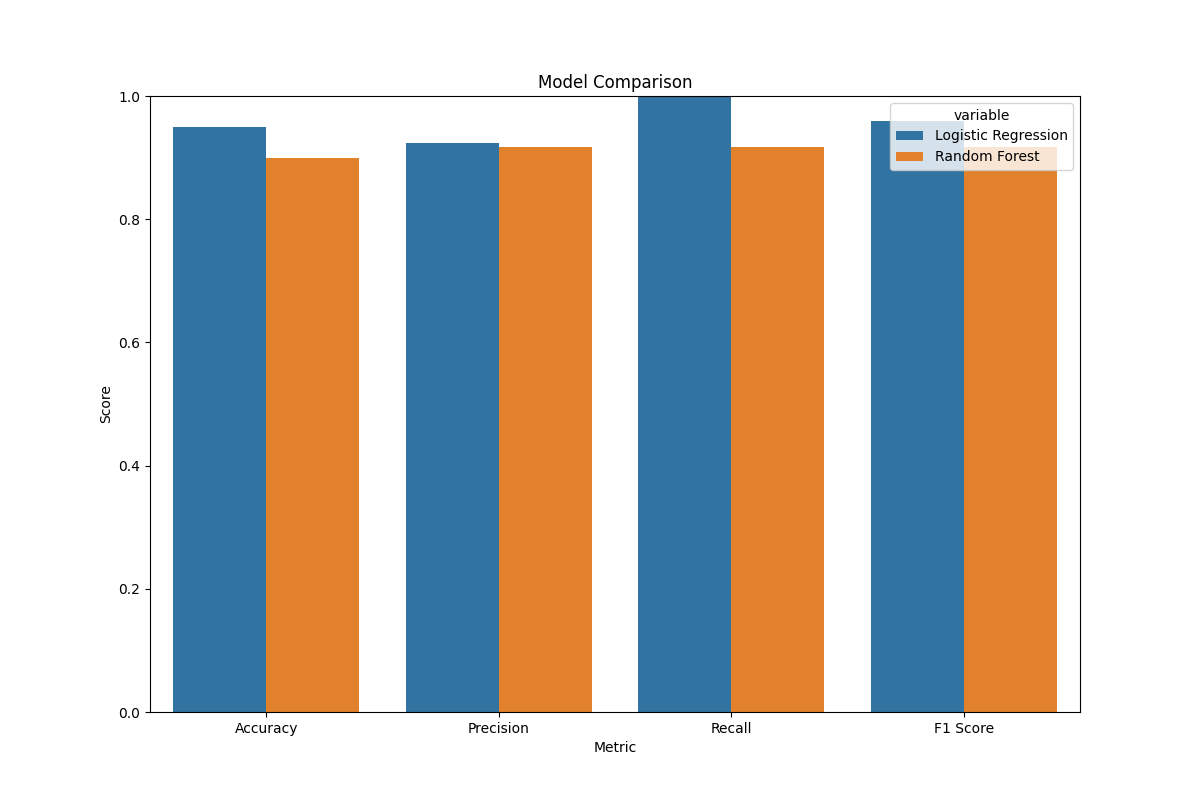 Model Comparison
1.0
0.8
0.6
0.4
0.2
0.0
Score
variable
Logistic Regression
Random Forest
Accuracy
Precision
Recall
F1 Score
Metric